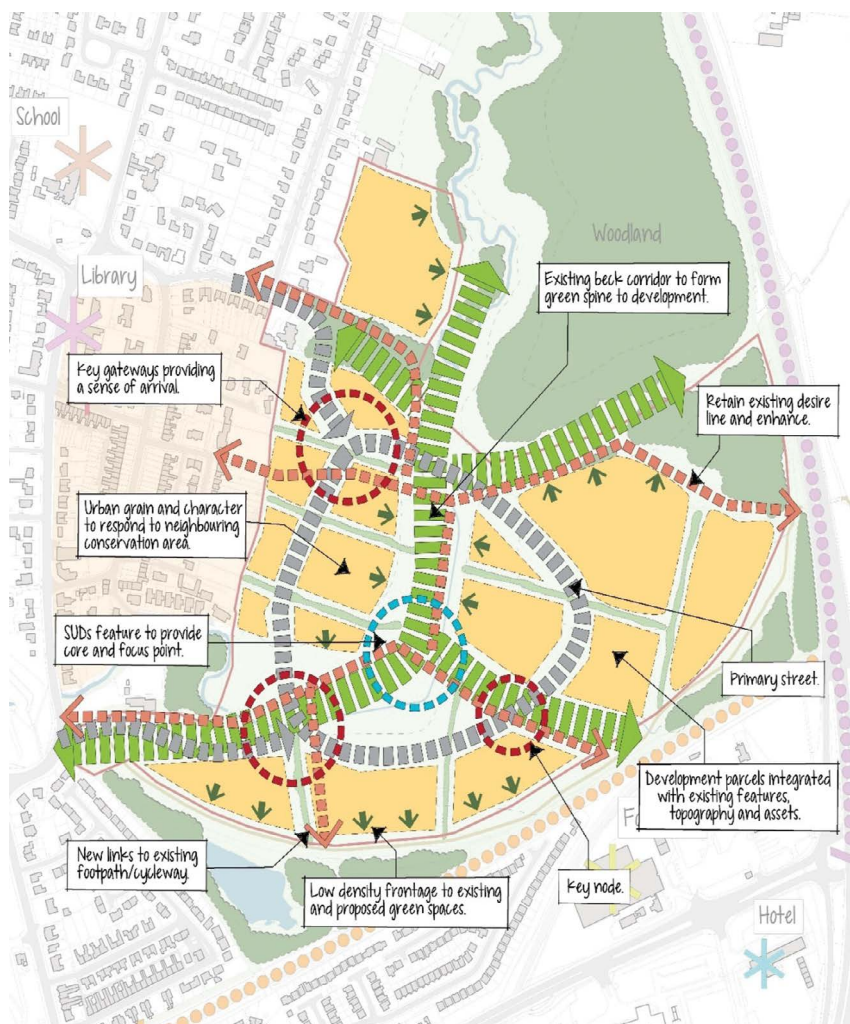 School
Woodland
Library
Existing beck corridor to form
green spine to development.
Key gateways providing
a sense of arrival.
Retain existing desire
line and enhance.
Urban grain and character
to respond to neighbouring
conservation area.
SUDs feature to provide
core and focus point.
Primary street.
Development parcels integrated
with existing features,
topography and assets.
New links to existing
footpath/cycleway.
Low density frontage to existing
and proposed green spaces.
Key node.
Hotel